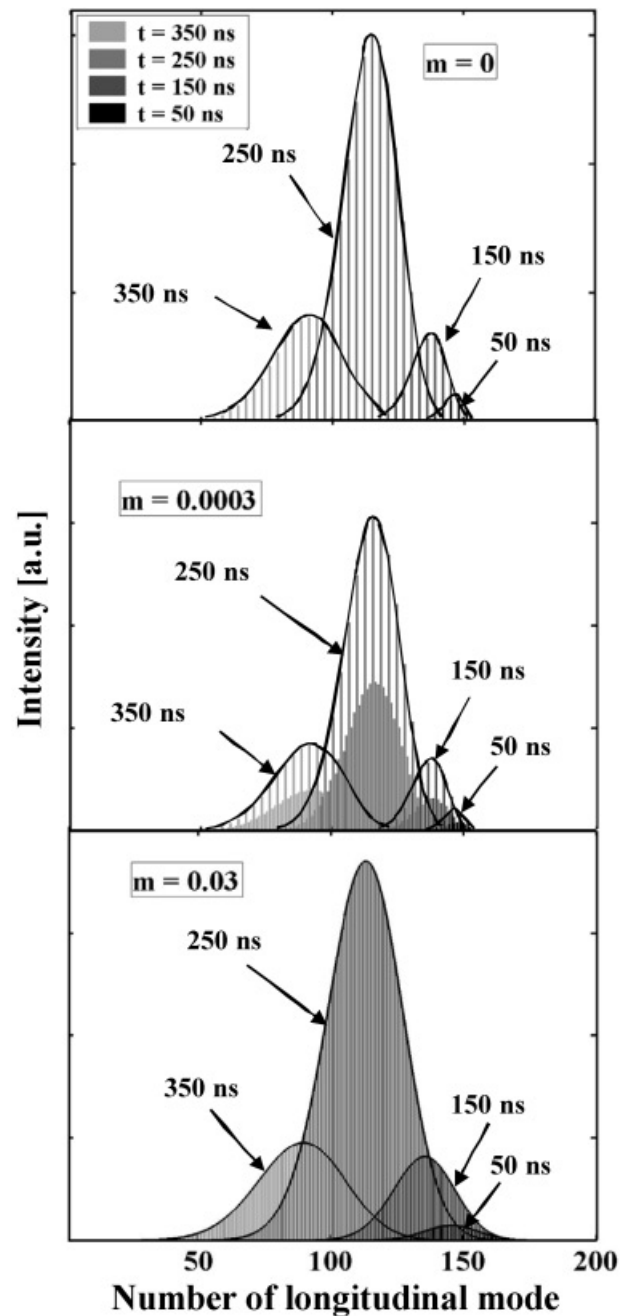 t = 350 ns
t = 250 ns
t = 150 ns
t = 50 ns
m = 0
250 ns
150 ns
350 ns
50 ns
m = 0.0003
250 ns
150 ns
350 ns
50 ns
m = 0.03
250 ns
350 ns
150 ns
50 ns
Intensity [a.u.]
50 100 150 200
Number of longitudinal mode